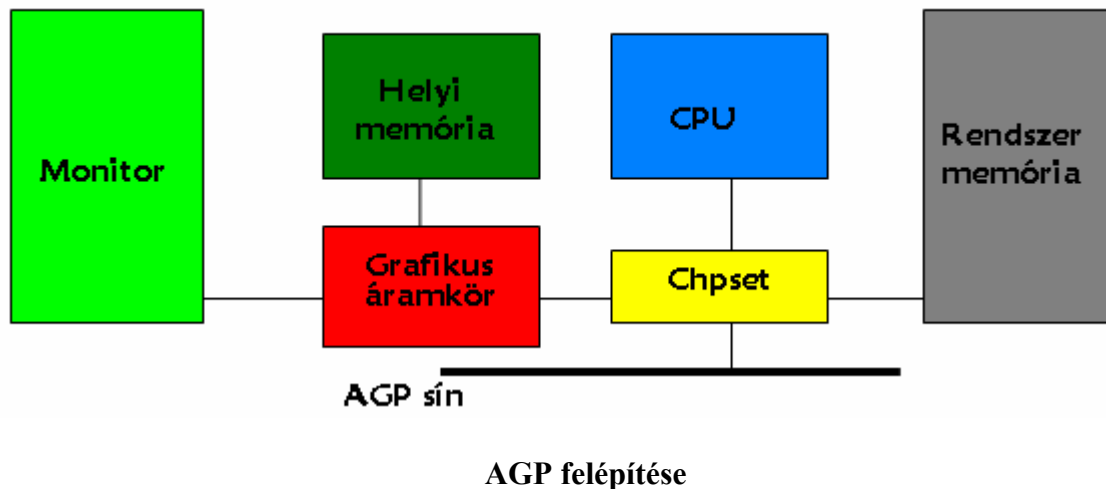 Monitor
Helyi
memória
CPU
Rendszer
memória
Grafikus
áramkör
Chpset
AGP sín
AGP felépítése